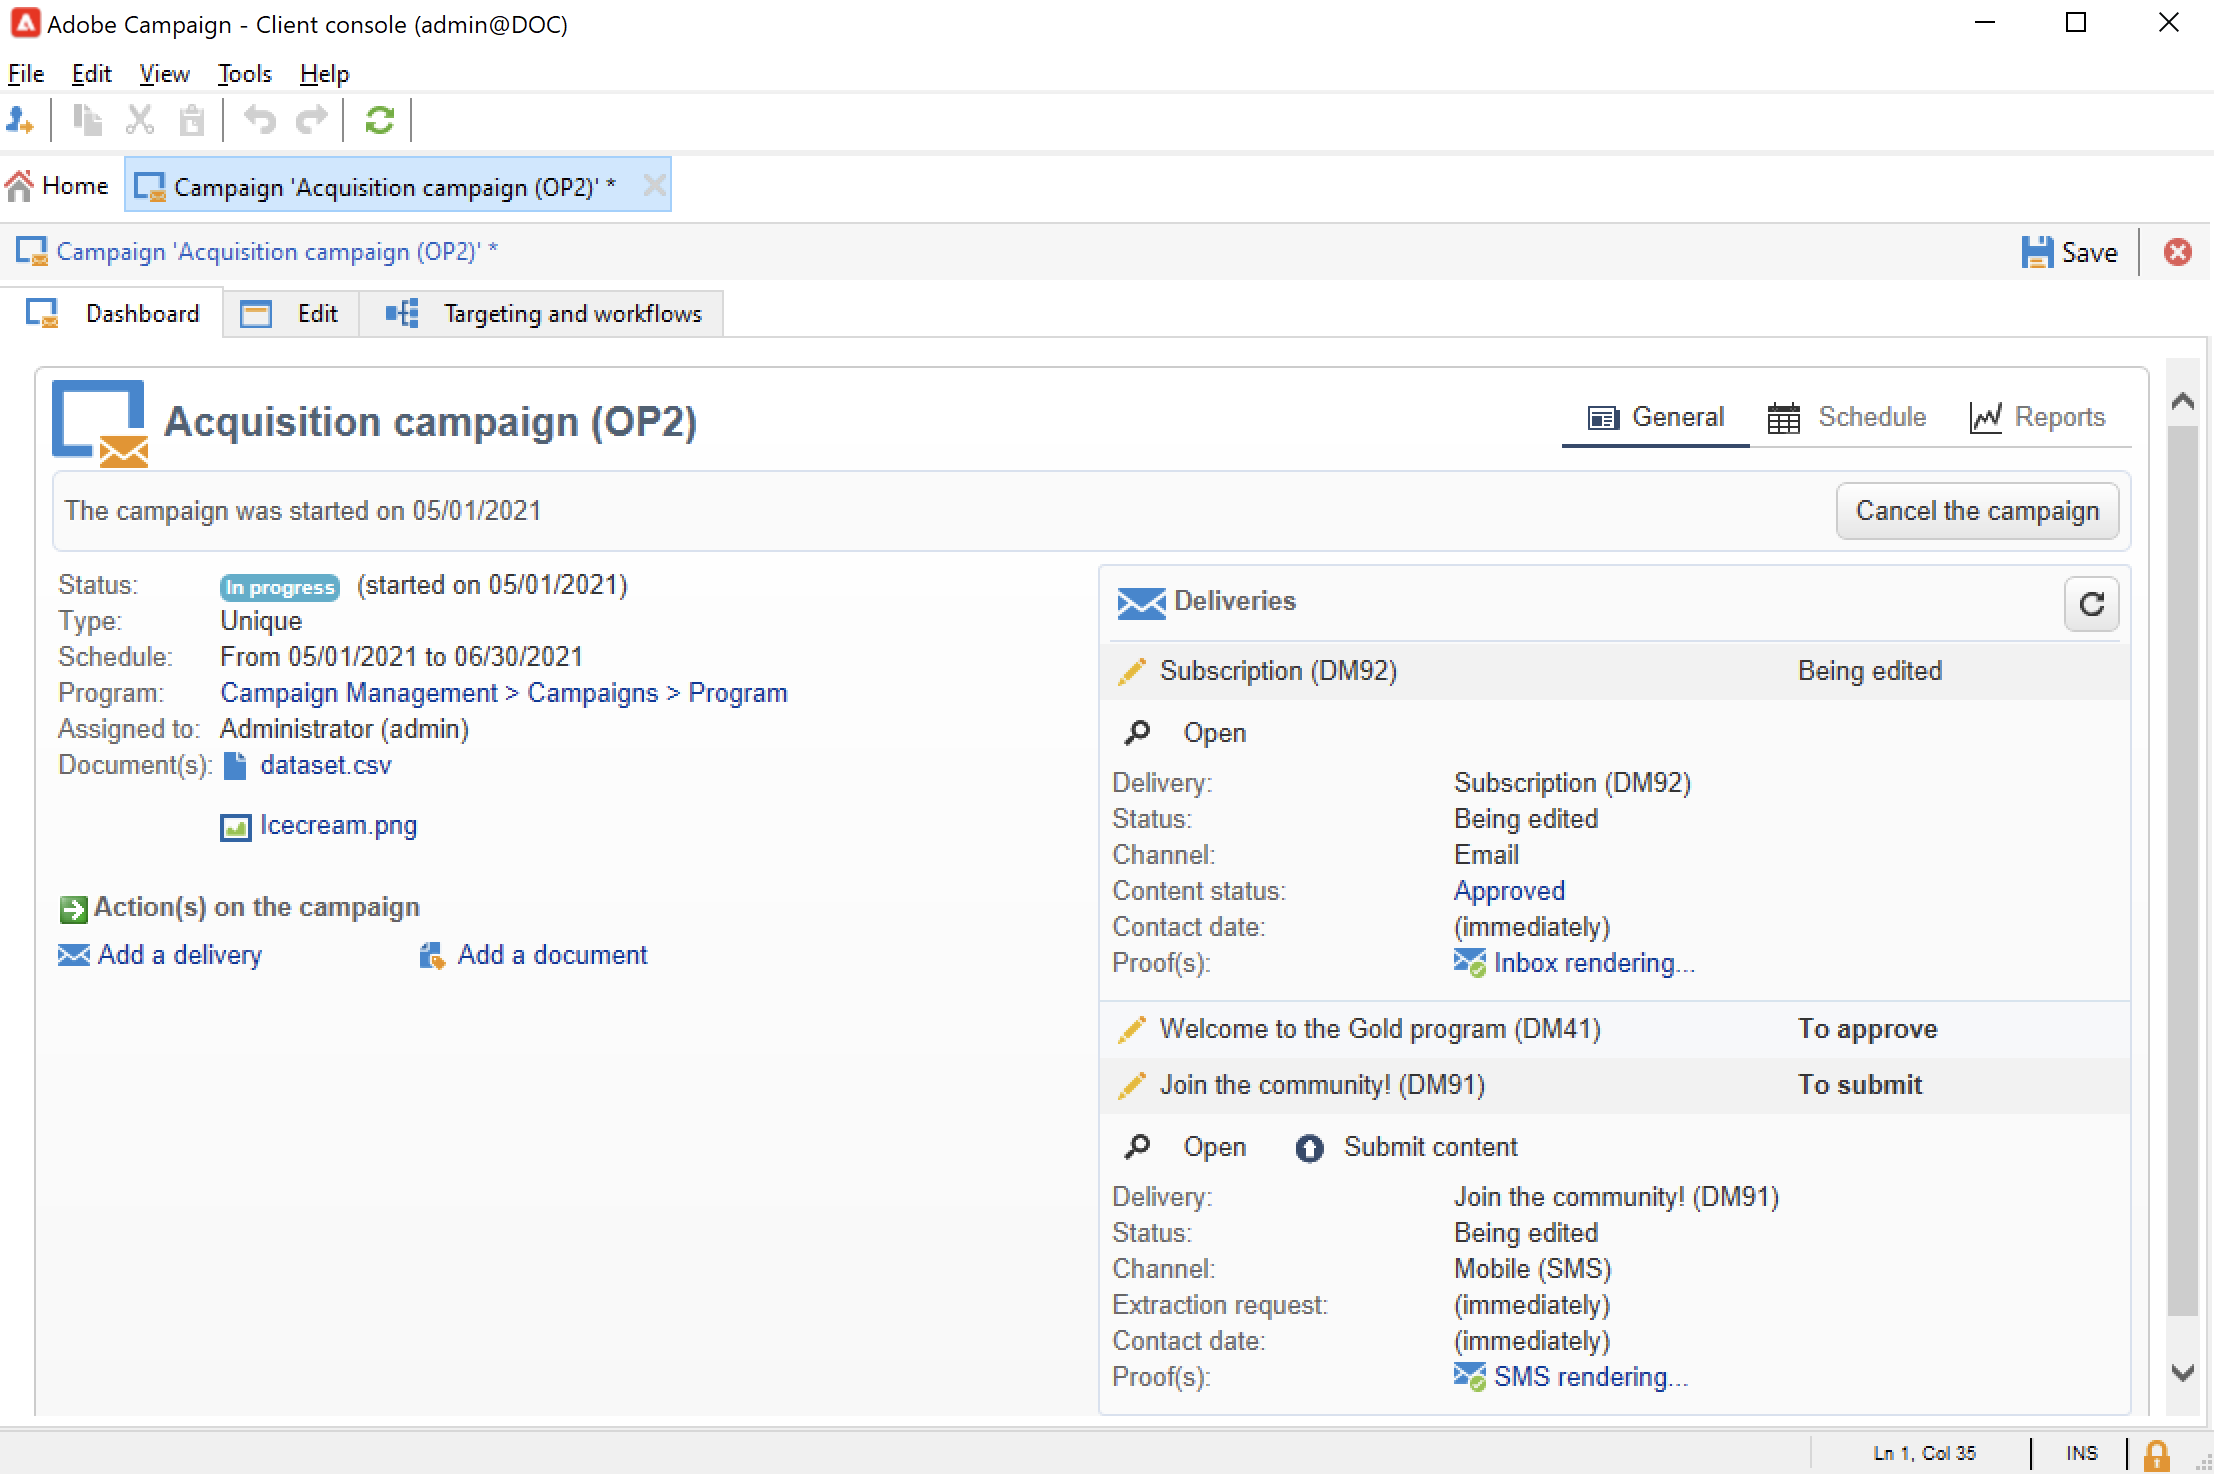 Adobe Campaign - Client console (admin@DOC)
File Edit View Tools Help
Home Campaign 'Acquisition campaign (OP2)' *
Campaign 'Acquisition campaign (OP2)' * Save
Dashboard Edit Targeting and workflows
Acquisition campaign (OP2) General Schedule Reports
The campaign was started on 05/01/2021 Cancel the campaign
Status: In progress (started on 05/01/2021)
Type: Unique
Schedule: From 05/01/2021 to 06/30/2021
Program: Campaign Management > Campaigns > Program
Assigned to: Administrator (admin)
Document(s): dataset.csv
Icecream.png
Action(s) on the campaign
Add a delivery Add a document
Deliveries
Subscription (DM92) Being edited
Open
Delivery: Subscription (DM92)
Status: Being edited
Channel: Email
Content status: Approved
Contact date: (immediately)
Proof(s): Inbox rendering...
Welcome to the Gold program (DM41) To approve
Join the community! (DM91) To submit
Open Submit content
Delivery: Join the community! (DM91)
Status: Being edited
Channel: Mobile (SMS)
Extraction request: (immediately)
Contact date: (immediately)
Proof(s): SMS rendering...
Ln 1, Col 35 INS